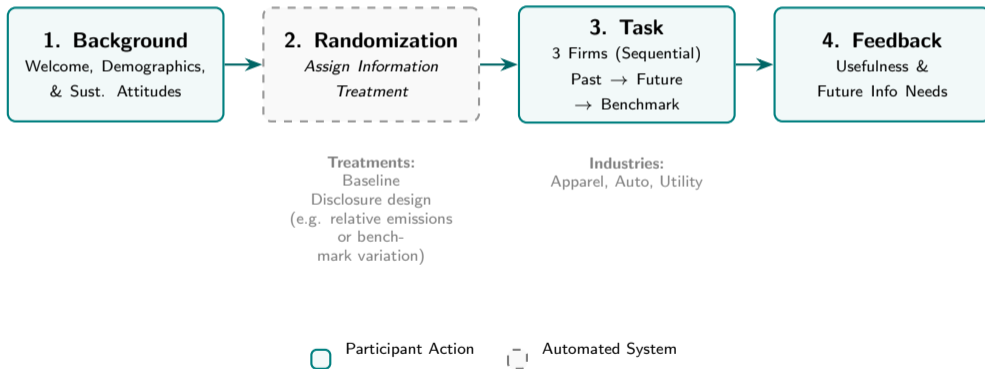 1. Background
Welcome, Demographics,
& Sust. Attitudes
2. Randomization
Assign Information
Treatment
3. Task
3 Firms (Sequential)
Past → Future
→ Benchmark
4. Feedback
Usefulness &
Future Info Needs
Treatments:
Baseline
Disclosure design
(e.g. relative emissions
or bench-
mark variation)
Industries:
Apparel, Auto, Utility
Participant Action
Automated System